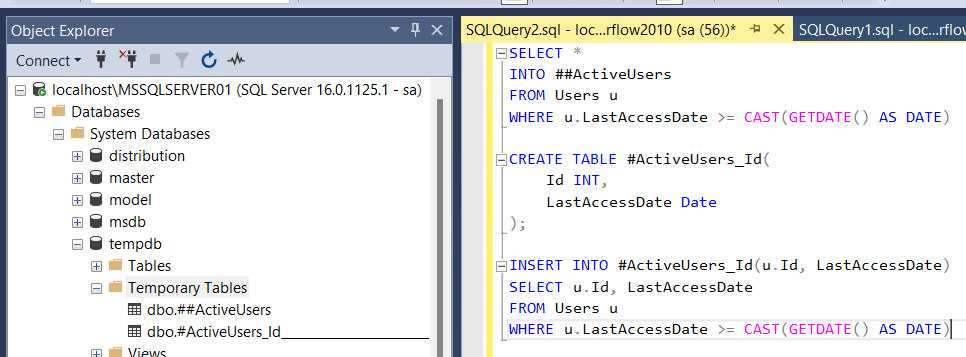 Object Explorer
Connect
localhost\MSSQLSERVER01 (SQL Server 16.0.1125.1 - sa)
Databases
System Databases
distribution
master
model
msdb
tempdb
Tables
Temporary Tables
dbo.##ActiveUsers
dbo.#ActiveUsers_Id____________________
Views
SQLQuery2.sql - loc...rflow2010 (sa (56))*
SQLQuery1.sql - loc...rflow
SELECT *
INTO ##ActiveUsers
FROM Users u
WHERE u.LastAccessDate >= CAST(GETDATE() AS DATE)
CREATE TABLE #ActiveUsers_Id(
Id INT,
LastAccessDate Date
);
INSERT INTO #ActiveUsers_Id(u.Id, LastAccessDate)
SELECT u.Id, LastAccessDate
FROM Users u
WHERE u.LastAccessDate >= CAST(GETDATE() AS DATE)